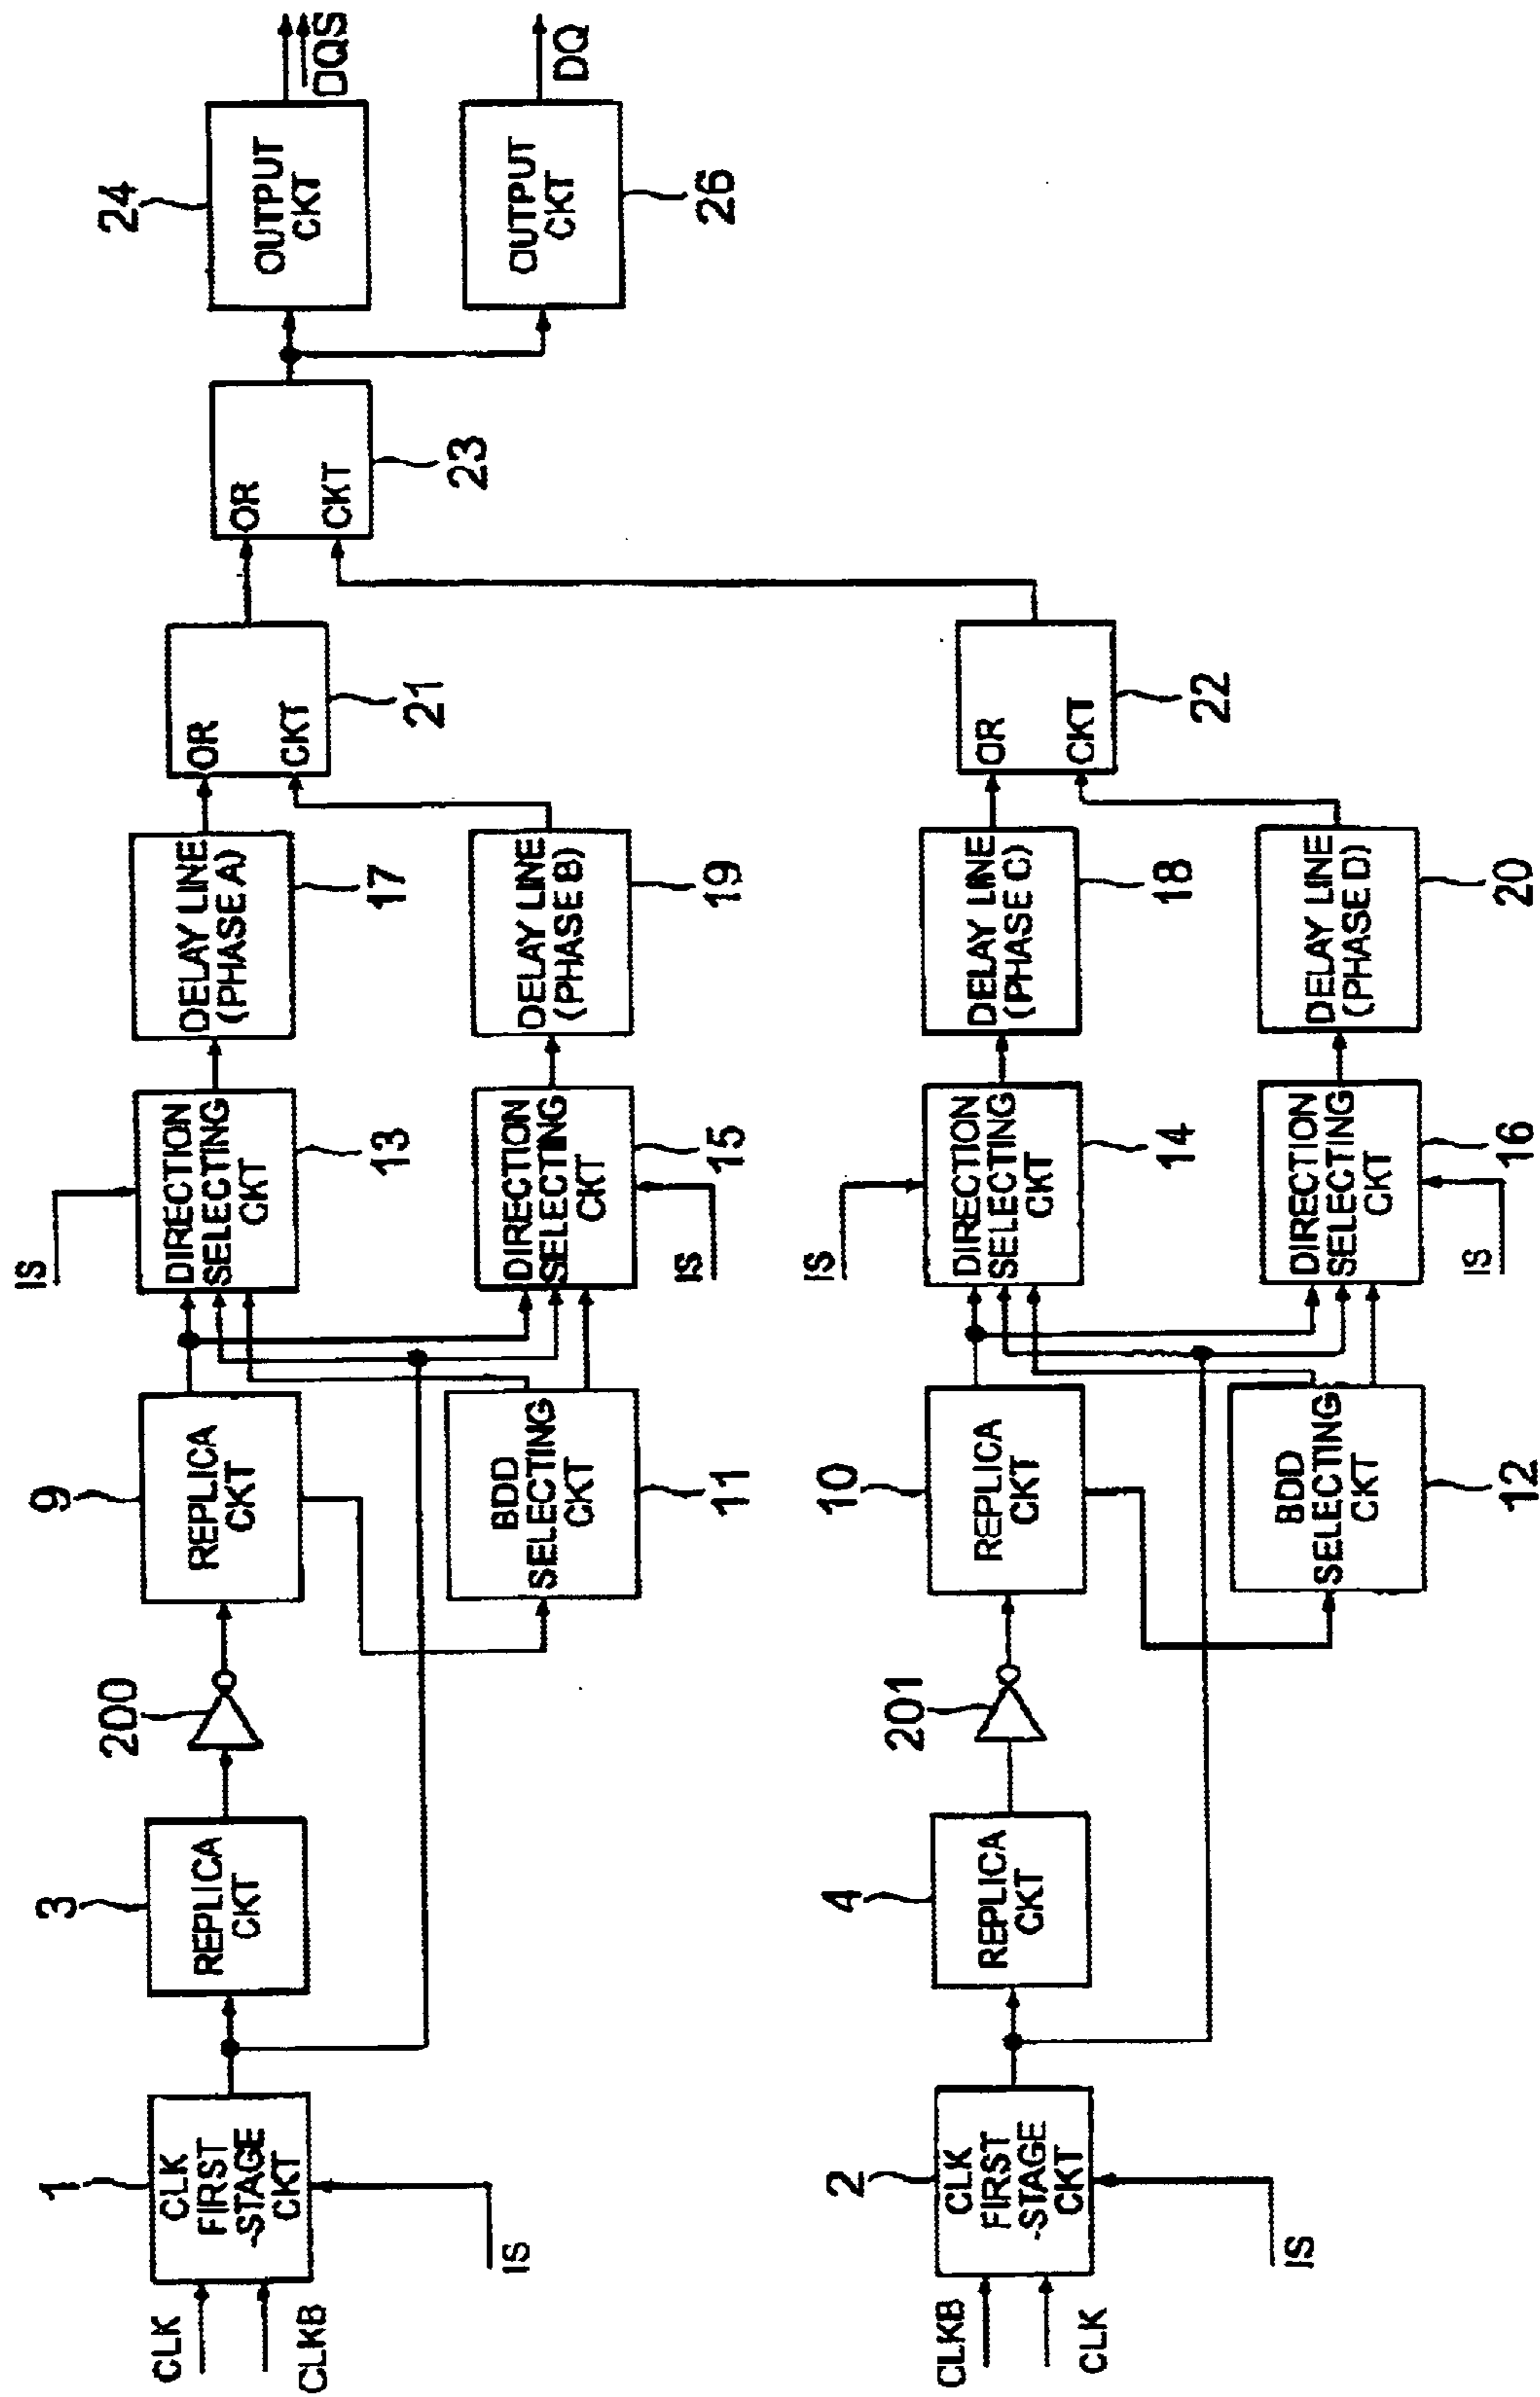 CLK
CLKB
1
CLK
FIRST
-STAGE
CKT
IS
3
REPLICA
CKT
200
9
REPLICA
CKT
BDD
SELECTING
CKT
11
IS
DIRECTION
SELECTING
CKT
13
DIRECTION
SELECTING
CKT
15
IS
DELAY LINE
(PHASE A)
17
DELAY LINE
(PHASE B)
19
OR
CKT
21
OR
CKT
23
24
OUTPUT
CKT
DQS
OUTPUT
CKT
26
DQ
CLKB
CLK
2
CLK
FIRST
-STAGE
CKT
IS
4
REPLICA
CKT
201
10
REPLICA
CKT
BDD
SELECTING
CKT
12
IS
DIRECTION
SELECTING
CKT
14
DIRECTION
SELECTING
CKT
16
IS
DELAY LINE
(PHASE C)
18
DELAY LINE
(PHASE D)
20
OR
CKT
22